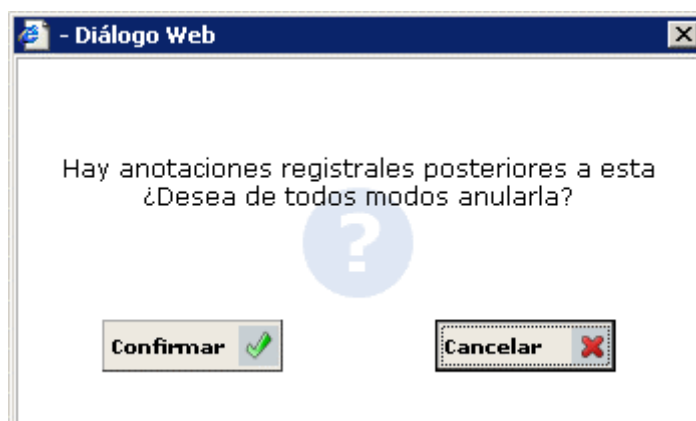 - Diálogo Web
Hay anotaciones registrales posteriores a esta
¿Desea de todos modos anularla?
?
Confirmar
Cancelar